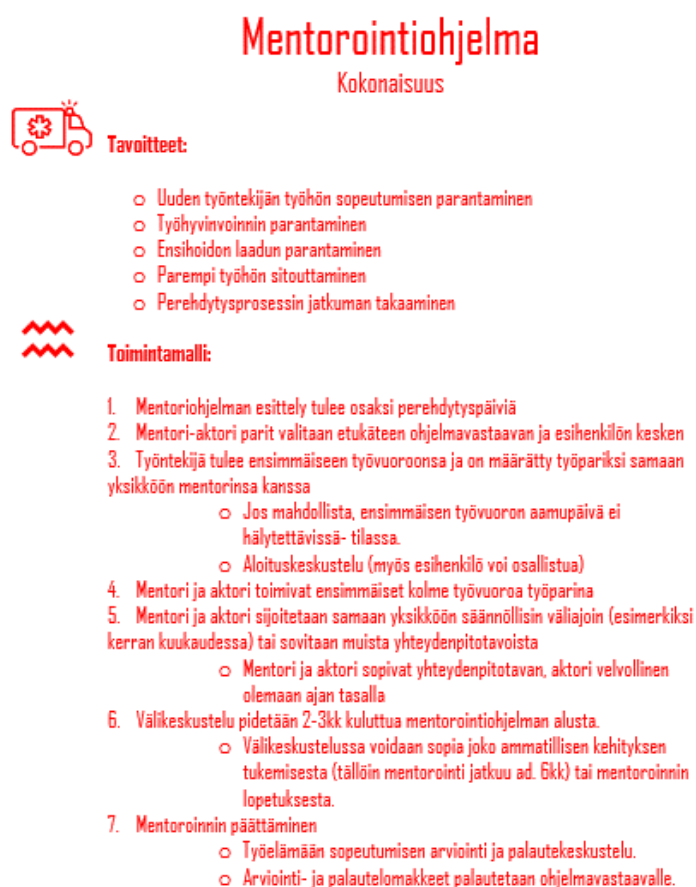 Mentorointiohjelma
Kokonaisuus
Tavoitteet:
o Uuden työntekijän työhön sopeutumisen parantaminen
o Työhyvinvoinnin parantaminen
o Ensihoidon laadun parantaminen
o Parempi työhön sitouttaminen
o Perehdytysprosessin jatkuman takaaminen
Toimintamalli:
1. Mentoriohjelman esittely tulee osaksi perehdytyspäiviä
2. Mentori-aktori parit valitaan etukäteen ohjelmavastaavan ja esihenkilön kesken
3. Työntekijä tulee ensimmäiseen työvuoroonsa ja on määrätty työpariksi samaan
yksikköön mentorinsa kanssa
o Jos mahdollista, ensimmäisen työvuoron aamupäivä ei
hälytettävissä- tilassa.
o Aloituskeskustelu (myös esihenkilö voi osallistua)
4. Mentori ja aktori toimivat ensimmäiset kolme työvuoroa työparina
5. Mentori ja aktori sijoitetaan samaan yksikköön säännöllisin väliajoin (esimerkiksi
kerran kuukaudessa) tai sovitaan muista yhteydenpitotavoista
o Mentori ja aktori sopivat yhteydenpitotavan, aktori velvollinen
olemaan ajan tasalla
6. Välikeskustelu pidetään 2-3kk kuluttua mentorointiohjelman alusta.
o Välikeskustelussa voidaan sopia joko ammatillisen kehityksen
tukemisesta (tällöin mentorointi jatkuu ad. 6kk) tai mentoroinnin
lopetuksesta.
7. Mentoroinnin päättäminen
o Työelämään sopeutumisen arviointi ja palautekeskustelu.
o Arviointi- ja palautelomakkeet palautetaan ohjelmavastaavalle.